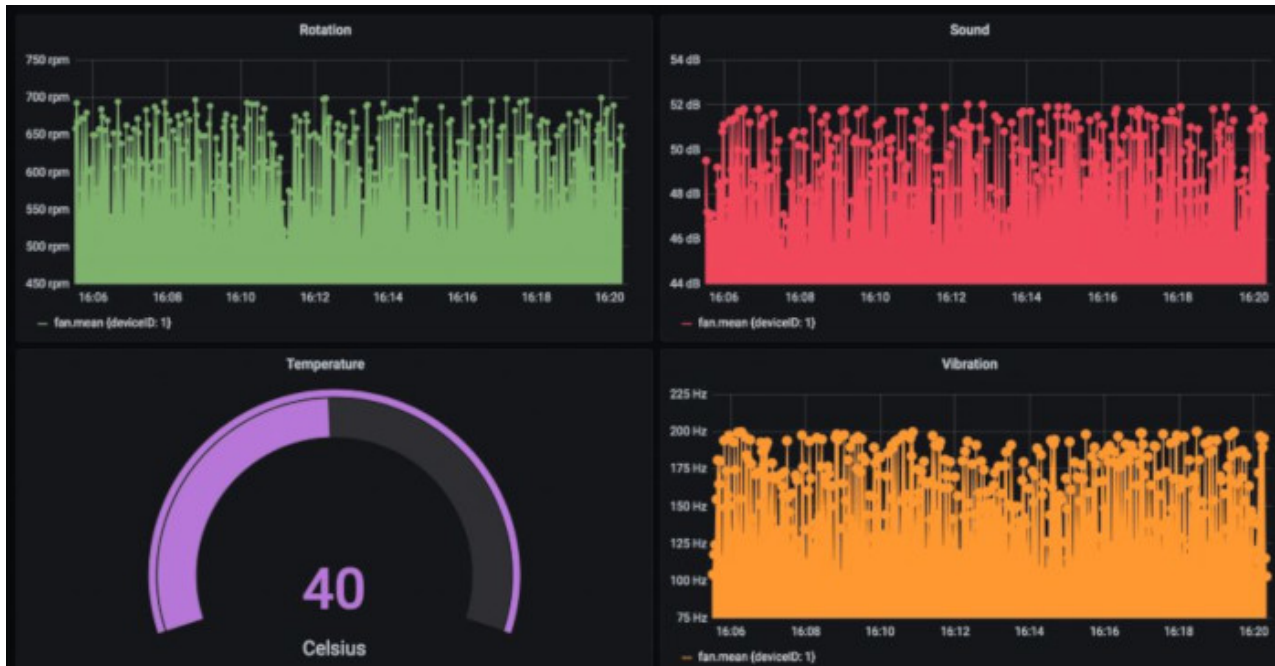 Rotation
750 rpm
700 rpm
650 rpm
600 rpm
550 rpm
500 rpm
450 rpm
16:06 16:08 16:10 16:12 16:14 16:16 16:18 16:20
fan.mean {deviceID: 1}
Sound
54 dB
52 dB
50 dB
48 dB
46 dB
44 dB
16:06 16:08 16:10 16:12 16:14 16:16 16:18 16:20
fan.mean {deviceID: 1}
Temperature
40
Celsius
Vibration
225 Hz
200 Hz
175 Hz
150 Hz
125 Hz
100 Hz
75 Hz
16:06 16:08 16:10 16:12 16:14 16:16 16:18 16:20
fan.mean {deviceID: 1}